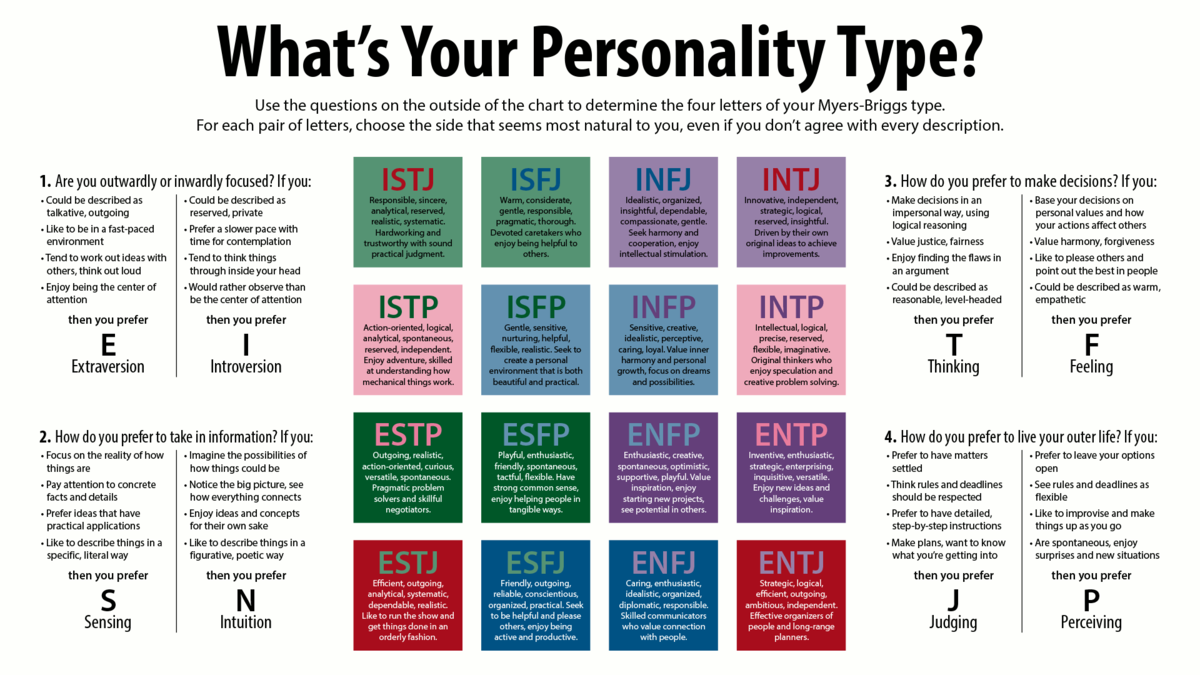 What's Your Personality Type?
Use the questions on the outside of the chart to determine the four letters of your Myers-Briggs type.
For each pair of letters, choose the side that seems most natural to you, even if you don't agree with every description.
1. Are you outwardly or inwardly focused? If you:
• Could be described as
talkative, outgoing
• Like to be in a fast-paced
environment
• Tend to work out ideas with
others, think out loud
• Enjoy being the center of
attention
then you prefer
E
Extraversion
• Could be described as
reserved, private
• Prefer a slower pace with
time for contemplation
• Tend to think things
through inside your head
• Would rather observe than
be the center of attention
then you prefer
I
Introversion
2. How do you prefer to take in information? If you:
• Focus on the reality of how
things are
• Pay attention to concrete
facts and details
• Prefer ideas that have
practical applications
• Like to describe things in a
specific, literal way
then you prefer
S
Sensing
• Imagine the possibilities of
how things could be
• Notice the big picture, see
how everything connects
• Enjoy ideas and concepts
for their own sake
• Like to describe things in a
figurative, poetic way
then you prefer
N
Intuition
ISTJ
Responsible, sincere,
analytical, reserved,
realistic, systematic.
Hardworking and
trustworthy with sound
practical judgment.
ISFJ
Warm, considerate,
gentle, responsible,
pragmatic, thorough.
Devoted caretakers who
enjoy being helpful to
others.
INFJ
Idealistic, organized,
insightful, dependable,
compassionate, gentle.
Seek harmony and
cooperation, enjoy
intellectual stimulation.
INTJ
Innovative, independent,
strategic, logical,
reserved, insightful.
Driven by their own
original ideas to achieve
improvements.
ISTP
Action-oriented, logical,
analytical, spontaneous,
reserved, independent.
Enjoy adventure, skilled
at understanding how
mechanical things work.
ISFP
Gentle, sensitive,
nurturing, helpful,
flexible, realistic. Seek to
create a personal
environment that is both
beautiful and practical.
INFP
Sensitive, creative,
idealistic, perceptive,
caring, loyal. Value inner
harmony and personal
growth, focus on dreams
and possibilities.
INTP
Intellectual, logical,
precise, reserved,
flexible, imaginative.
Original thinkers who
enjoy speculation and
creative problem solving.
ESTP
Outgoing, realistic,
action-oriented, curious,
versatile, spontaneous.
Pragmatic problem
solvers and skillful
negotiators.
ESFP
Playful, enthusiastic,
friendly, spontaneous,
tactful, flexible. Have
strong common sense,
enjoy helping people in
tangible ways.
ENFP
Enthusiastic, creative,
spontaneous, optimistic,
supportive, playful. Value
inspiration, enjoy
starting new projects,
see potential in others.
ENTP
Inventive, enthusiastic,
strategic, enterprising,
inquisitive, versatile.
Enjoy new ideas and
challenges, value
inspiration.
ESTJ
Efficient, outgoing,
analytical, systematic,
dependable, realistic.
Like to run the show and
get things done in an
orderly fashion.
ESFJ
Friendly, outgoing,
reliable, conscientious,
organized, practical. Seek
to be helpful and please
others, enjoy being
active and productive.
ENFJ
Caring, enthusiastic,
idealistic, organized,
diplomatic, responsible.
Skilled communicators
who value connection
with people.
ENTJ
Strategic, logical,
efficient, outgoing,
ambitious, independent.
Effective organizers of
people and long-range
planners.
3. How do you prefer to make decisions? If you:
• Make decisions in an
impersonal way, using
logical reasoning
• Value justice, fairness
• Enjoy finding the flaws in
an argument
• Could be described as
reasonable, level-headed
then you prefer
T
Thinking
• Base your decisions on
personal values and how
your actions affect others
• Value harmony, forgiveness
• Like to please others and
point out the best in people
• Could be described as warm,
empathetic
then you prefer
F
Feeling
4. How do you prefer to live your outer life? If you:
• Prefer to have matters
settled
• Think rules and deadlines
should be respected
• Prefer to have detailed,
step-by-step instructions
• Make plans, want to know
what you're getting into
then you prefer
J
Judging
• Prefer to leave your options
open
• See rules and deadlines as
flexible
• Like to improvise and make
things up as you go
• Are spontaneous, enjoy
surprises and new situations
then you prefer
P
Perceiving